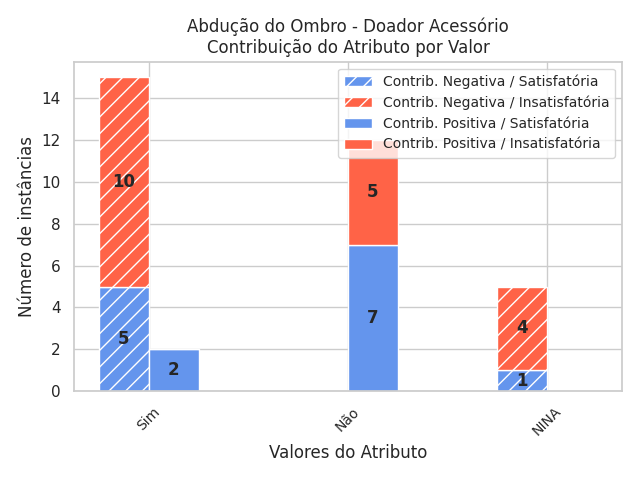 Abdução do Ombro - Doador Acessório
Contribuição do Atributo por Valor
Contrib. Negativa / Satisfatória
Contrib. Negativa / Insatisfatória
Contrib. Positiva / Satisfatória
Contrib. Positiva / Insatisfatória
Número de instâncias
14
12
10
8
6
4
2
0
10
5
2
5
7
4
1
Sim
Não
NINA
Valores do Atributo